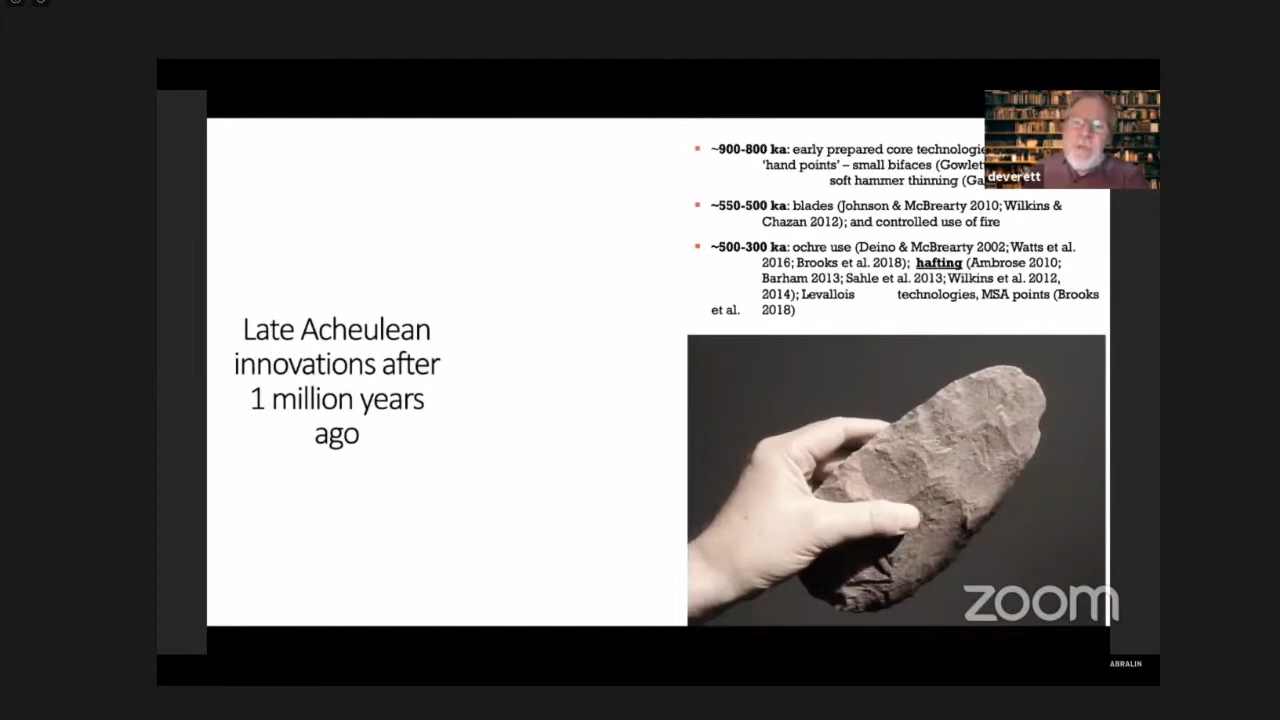 Late Acheulean
innovations after
1 million years
ago
~900-800 ka: early prepared core
'hand points' – small bifaces
soft hammer thinning
~550-500 ka: blades (Johnson & McBrearty 2010; Wilkins &
Chazan 2012); and controlled use of fire
~500-300 ka: ochre use (Deino & McBrearty 2002; Watts et al.
2016; Brooks et al. 2018); hafting (Ambrose 2010;
Barham 2013; Sahle et al. 2013; Wilkins et al. 2012,
2014); Levallois technologies, MSA points (Brooks
et al. 2018)
deverett
zoom
ABRALIN